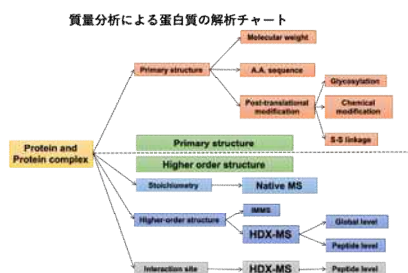 質量分析による蛋白質の解析チャート
Molecular weight
Primary structure
A.A. sequence
Glycosylation
Post-translational
modification
Chemical
modification
S-S linkage
Protein and
Protein complex
Primary structure
Higher order structure
Stoichiometry
Native MS
IMMS
Higher-order structure
HDX-MS
Global level
Peptide level
Interaction site
HDX-MS
Peptide level